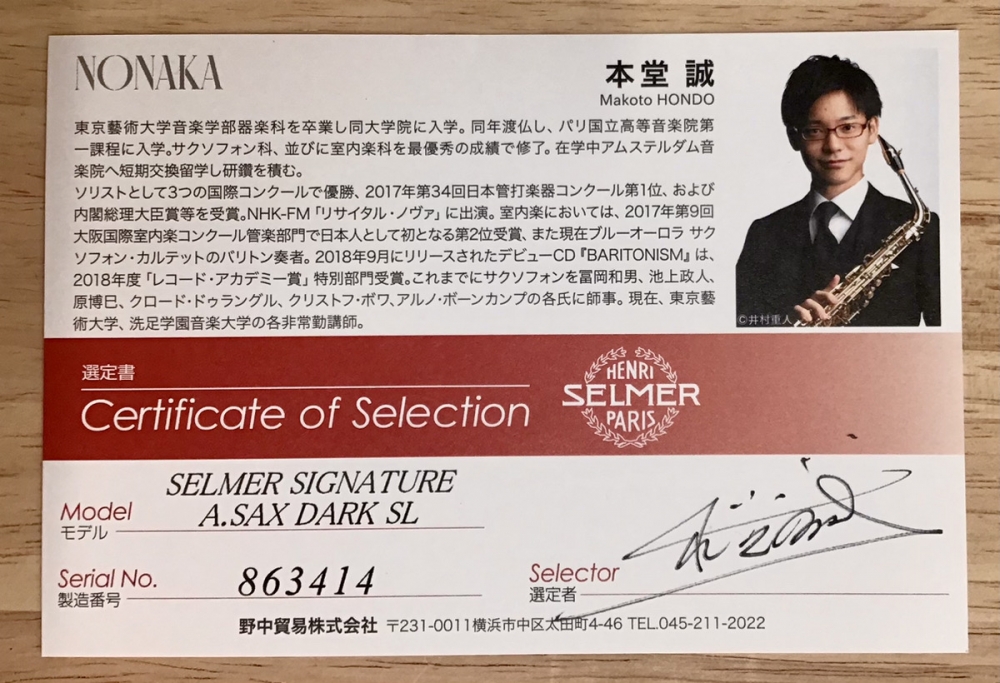 NONAKA
本堂 誠
Makoto HONDO
東京藝術大学音楽学部器楽科を卒業し同大学院に入学。同年渡仏し、パリ国立高等音楽院第
一課程に入学。サクソフォン科、並びに室内楽科を最優秀の成績で修了。在学中アムステルダム音
楽院へ短期交換留学し研鑽を積む。
ソリストとして3つの国際コンクールで優勝、2017年第34回日本管打楽器コンクール第1位、および
内閣総理大臣賞等を受賞。NHK-FM「リサイタル・ノヴァ」に出演。室内楽においては、2017年第9回
大阪国際室内楽コンクール管楽部門で日本人として初となる第2位受賞、また現在ブルーオーロラ サク
ソフォン・カルテットのバリトン奏者。2018年9月にリリースされたデビューCD『BARITONISM』は、
2018年度「レコード・アカデミー賞」特別部門受賞。これまでにサクソフォンを冨岡和男、池上政人、
原博巳、クロード・ドゥラングル、クリストフ・ボワ、アルノ・ボーンカンプの各氏に師事。現在、東京藝
術大学、洗足学園音楽大学の各非常勤講師。
©井村重人
選定書
Certificate of Selection
HENRI
SELMER
PARIS
Model
モデル
SELMER SIGNATURE
A.SAX DARK SL
Serial No.
製造番号
863414
Selector
選定者
野中貿易株式会社 〒231-0011横浜市中区太田町4-46 TEL.045-211-2022